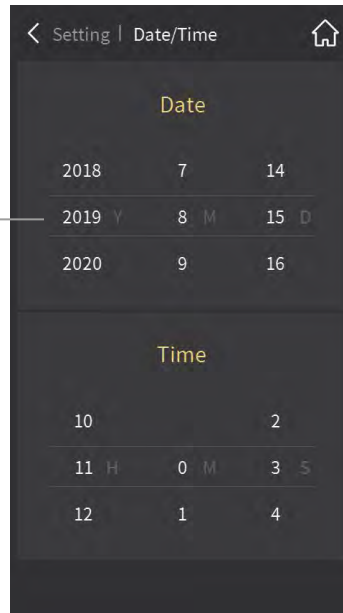 Setting | Date/Time
Date
2018 7 14
2019 Y 8 M 15 D
2020 9 16
Time
10 2
11 H 0 M 3 S
12 1 4